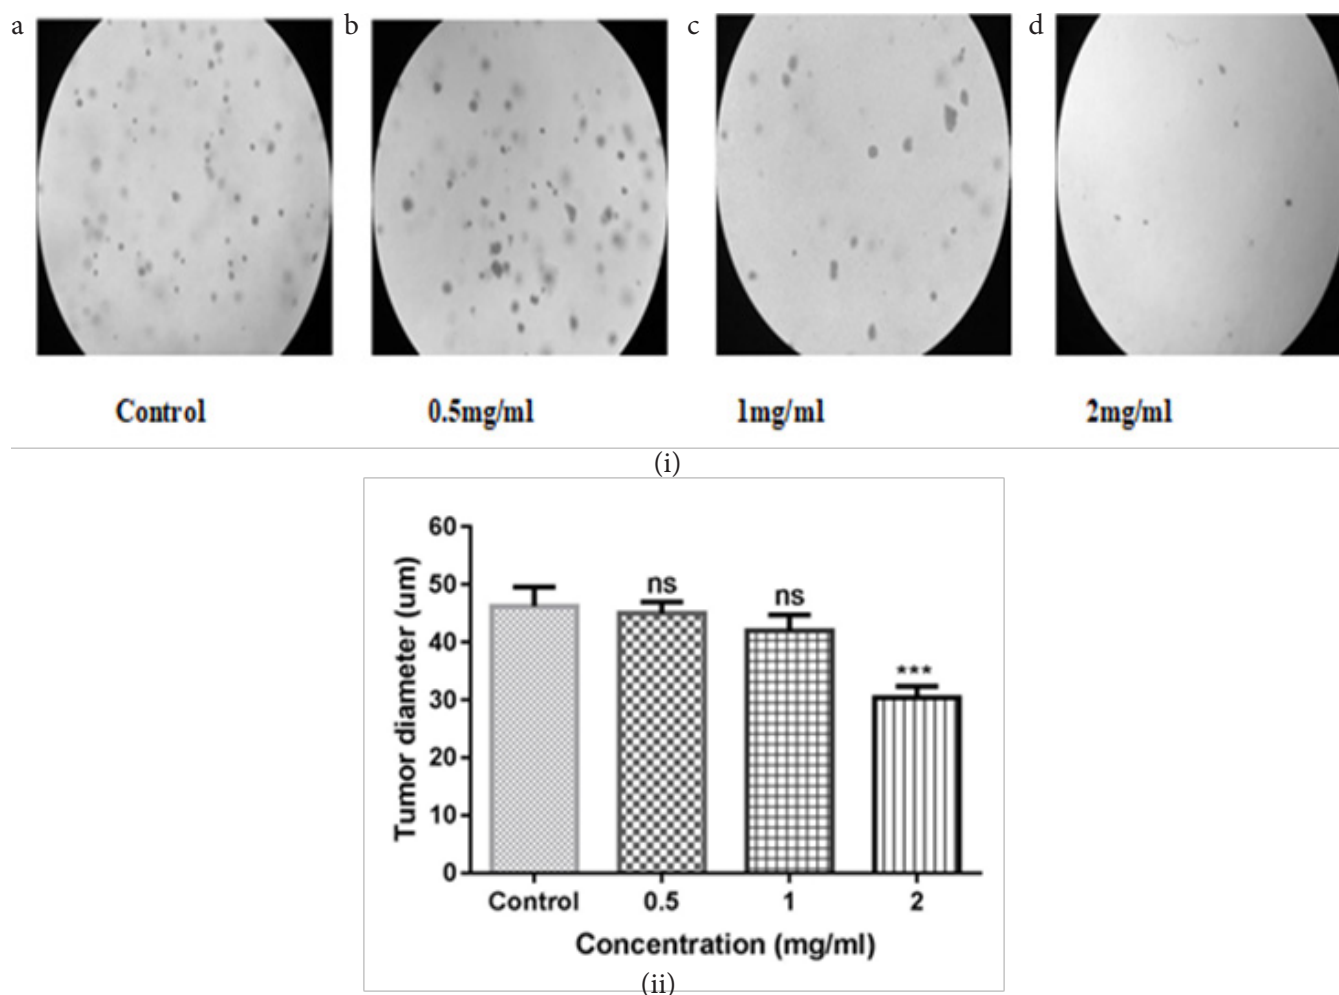 a b c d
Control 0.5mg/ml 1mg/ml 2mg/ml
(i)
60
50
40
30
20
10
0
Tumor diameter (um)
ns
ns
***
Control 0.5 1 2
Concentration (mg/ml)
(ii)